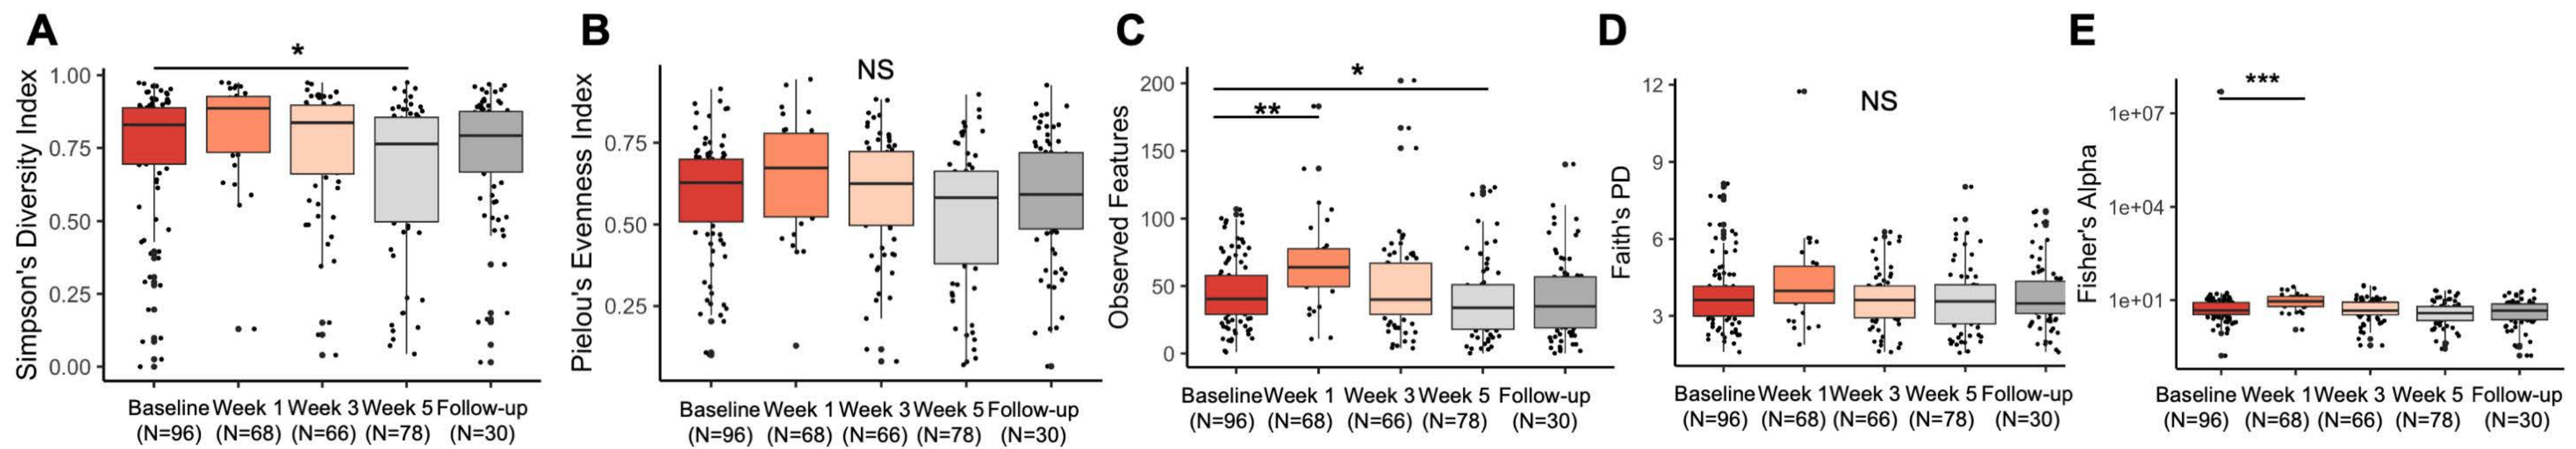 A
Simpson's Diversity Index
1.00
0.75
0.50
0.25
0.00
*
Baseline Week 1 Week 3 Week 5 Follow-up
(N=96) (N=68) (N=66) (N=78) (N=30)
B
Pielou's Evenness Index
0.75
0.50
0.25
NS
Baseline Week 1 Week 3 Week 5 Follow-up
(N=96) (N=68) (N=66) (N=78) (N=30)
C
Observed Features
200
150
100
50
0
*
**
Baseline Week 1 Week 3 Week 5 Follow-up
(N=96) (N=68) (N=66) (N=78) (N=30)
D
Faith's PD
12
9
6
3
NS
Baseline Week 1 Week 3 Week 5 Follow-up
(N=96) (N=68) (N=66) (N=78) (N=30)
E
Fisher's Alpha
1e+07
1e+04
1e+01
***
Baseline Week 1 Week 3 Week 5 Follow-up
(N=96) (N=68) (N=66) (N=78) (N=30)